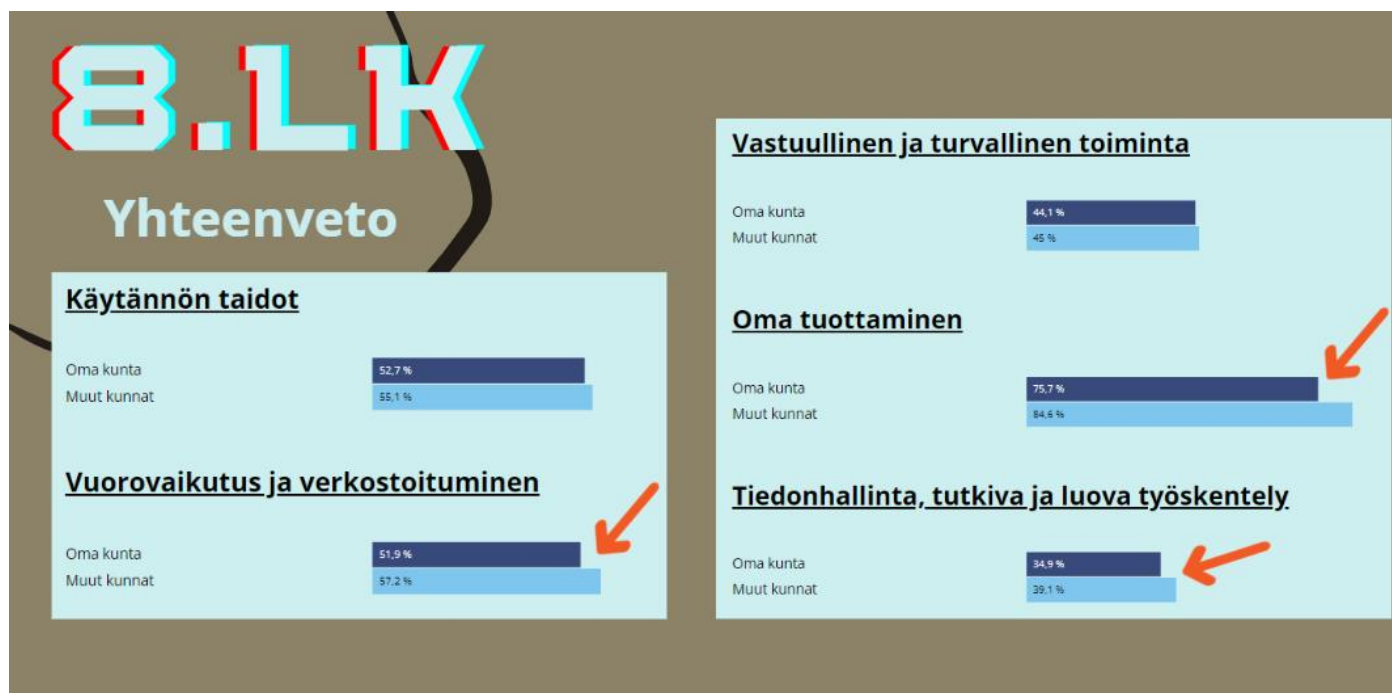 8.LK
Yhteenveto
Käytännön taidot
Oma kunta 52,7 %
Muut kunnat 55,1 %
Vuorovaikutus ja verkostoituminen
Oma kunta 51,9 %
Muut kunnat 57,2 %
Vastuullinen ja turvallinen toiminta
Oma kunta 44,1 %
Muut kunnat 45 %
Oma tuottaminen
Oma kunta 75,7 %
Muut kunnat 84,6 %
Tiedonhallinta, tutkiva ja luova työskentely
Oma kunta 34,9 %
Muut kunnat 39,1 %